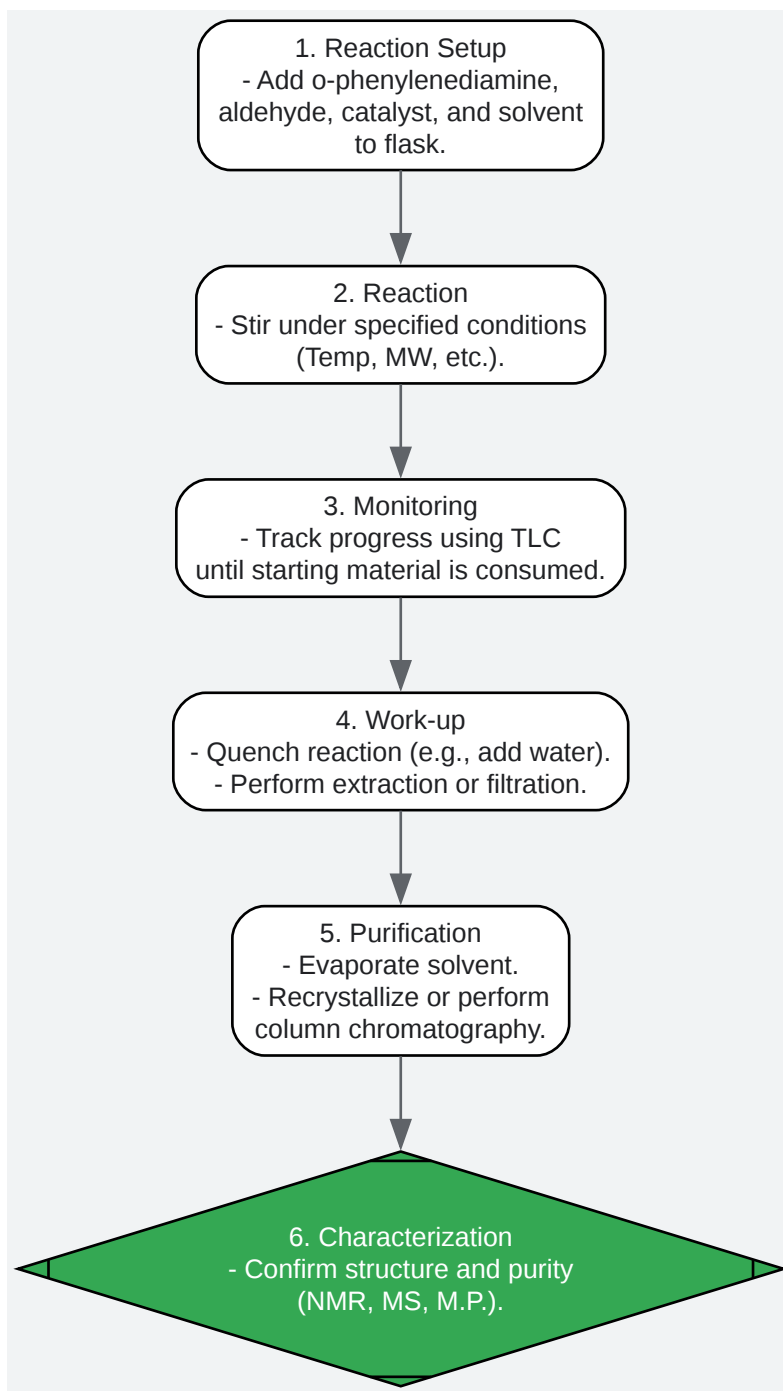 1. Reaction Setup
- Add o-phenylenediamine,
aldehyde, catalyst, and solvent
to flask.
2. Reaction
- Stir under specified conditions
(Temp, MW, etc.).
3. Monitoring
- Track progress using TLC
until starting material is consumed.
4. Work-up
- Quench reaction (e.g., add water).
- Perform extraction or filtration.
5. Purification
- Evaporate solvent.
- Recrystallize or perform
column chromatography.
6. Characterization
- Confirm structure and purity
(NMR, MS, M.P.).